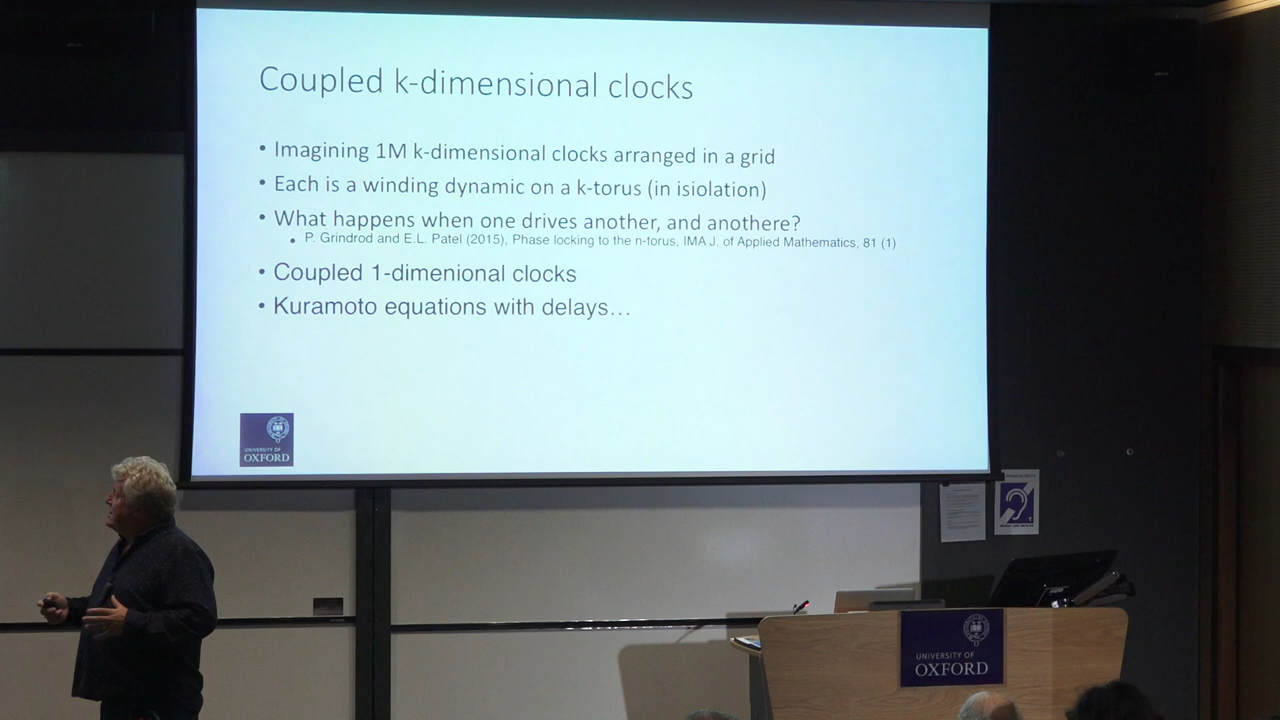 Coupled k-dimensional clocks
• Imagining 1M k-dimensional clocks arranged in a grid
• Each is a winding dynamic on a k-torus (in isiolation)
• What happens when one drives another, and anothere?
• P. Grindrod and E.L. Patel (2015), Phase locking to the n-torus, IMA J. of Applied Mathematics, 81 (1)
• Coupled 1-dimenional clocks
• Kuramoto equations with delays…
UNIVERSITY OF
OXFORD
UNIVERSITY OF
OXFORD